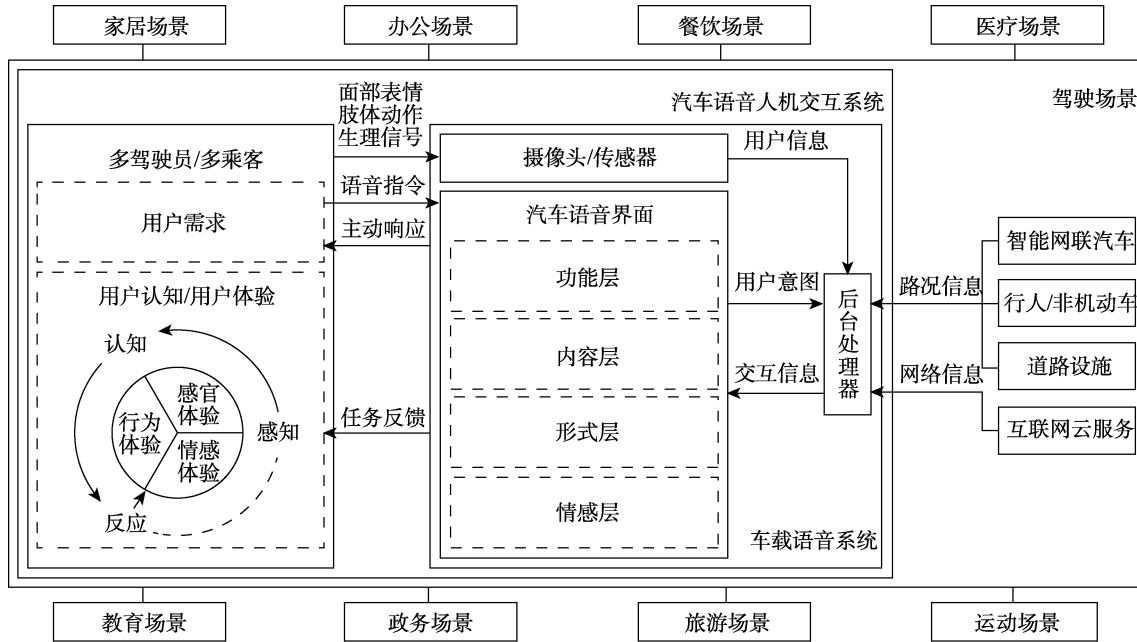 家居场景
办公场景
餐饮场景
医疗场景
驾驶场景
汽车语音人机交互系统
面部表情
肢体动作
生理信号
多驾驶员/多乘客
用户需求
语音指令
主动响应
用户认知/用户体验
认知
感知
反应
感官
体验
行为
体验
情感
体验
任务反馈
摄像头/传感器
汽车语音界面
功能层
内容层
形式层
情感层
用户信息
用户意图
交互信息
后台处理器
车载语音系统
路况信息
网络信息
智能网联汽车
行人/非机动车
道路设施
互联网云服务
教育场景
政务场景
旅游场景
运动场景